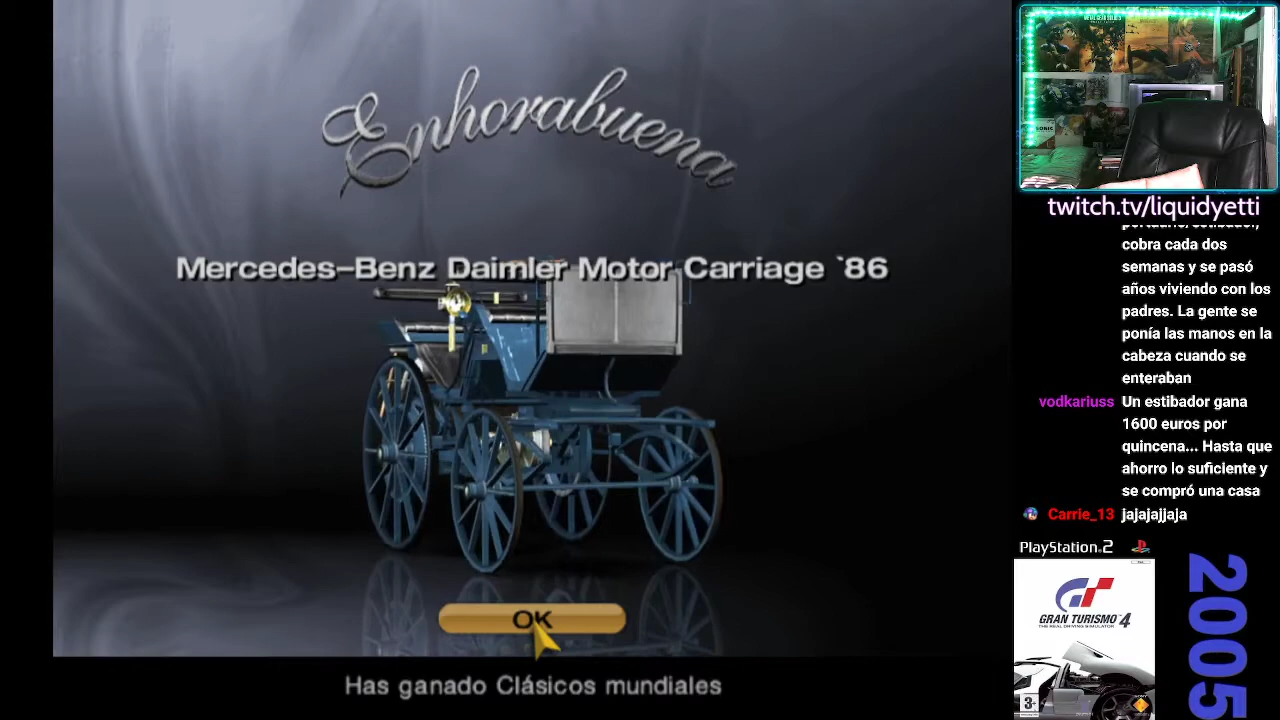 Enhorabuena
Mercedes-Benz Daimler Motor Carriage `86
OK
Has ganado Clásicos mundiales
twitch.tv/liquidyetti
cobra cada dos
semanas y se pasó
años viviendo con los
padres. La gente se
ponía las manos en la
cabeza cuando se
enteraban
vodkariuss Un estibador gana
1600 euros por
quincena... Hasta que
ahorro lo suficiente y
se compró una casa
Carrie_13 jajajajjaja
PlayStation.2
GRAN TURISMO 4
THE REAL DRIVING SIMULATOR
3+
SONY
2005